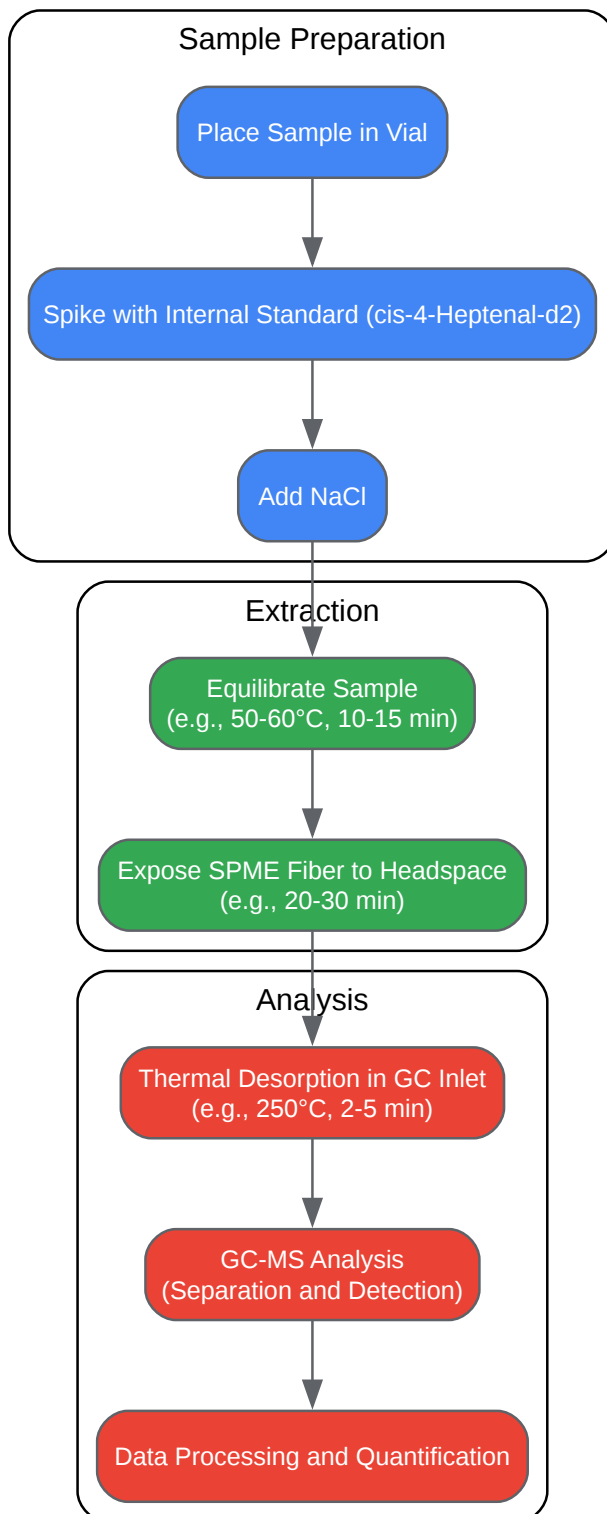 Sample Preparation
Place Sample in Vial
Spike with Internal Standard (cis-4-Heptenal-d2)
Add NaCl
Extraction
Equilibrate Sample
(e.g., 50-60°C, 10-15 min)
Expose SPME Fiber to Headspace
(e.g., 20-30 min)
Analysis
Thermal Desorption in GC Inlet
(e.g., 250°C, 2-5 min)
GC-MS Analysis
(Separation and Detection)
Data Processing and Quantification